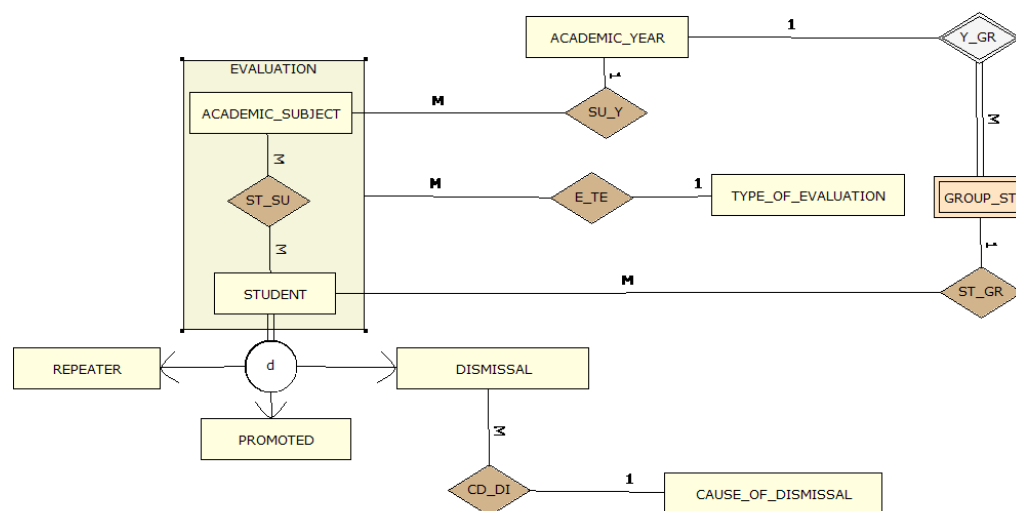 ACADEMIC_YEAR
1
Y_GR
EVALUATION
1
ACADEMIC_SUBJECT
M
SU_Y
M
M
ST_SU
M
E_TE
1
TYPE_OF_EVALUATION
GROUP_ST
M
1
STUDENT
M
ST_GR
REPEATER
d
DISMISSAL
PROMOTED
M
CD_DI
1
CAUSE_OF_DISMISSAL